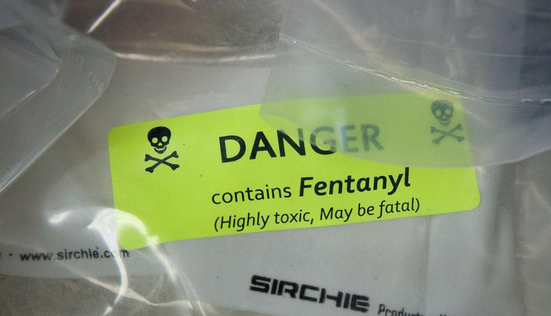 DANGER
contains Fentanyl
(Highly toxic, May be fatal)
www.sirchie.com
SIRCHIE